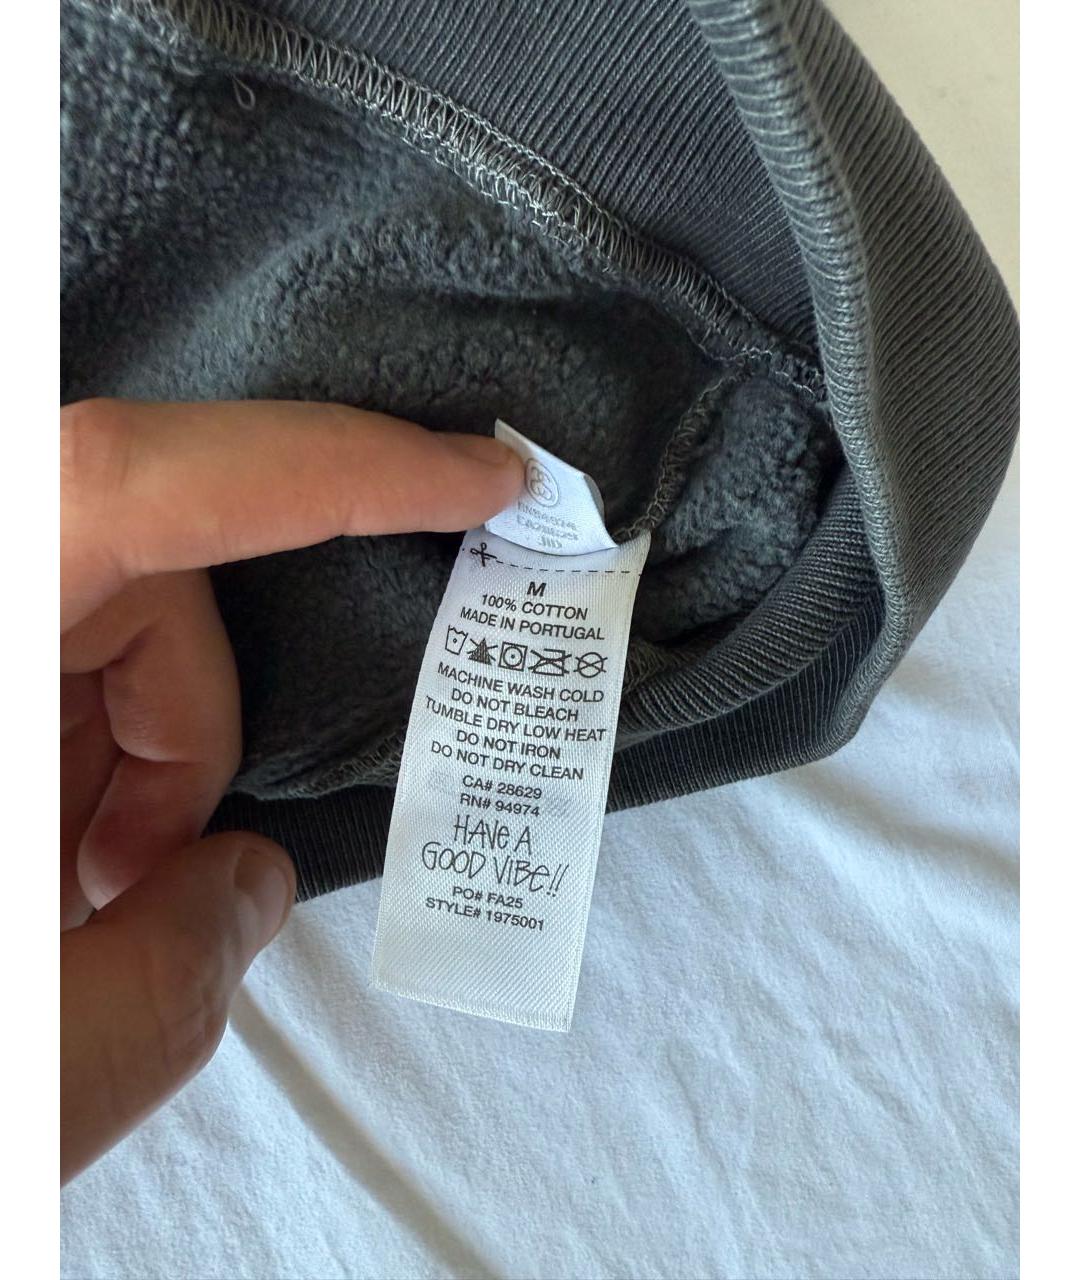 M
100% COTTON
MADE IN PORTUGAL
MACHINE WASH COLD
DO NOT BLEACH
TUMBLE DRY LOW HEAT
DO NOT IRON
DO NOT DRY CLEAN
CA# 28629
RN# 94974
HAVE A
GOOD VIBE!!
PO# FA25
STYLE# 1975001